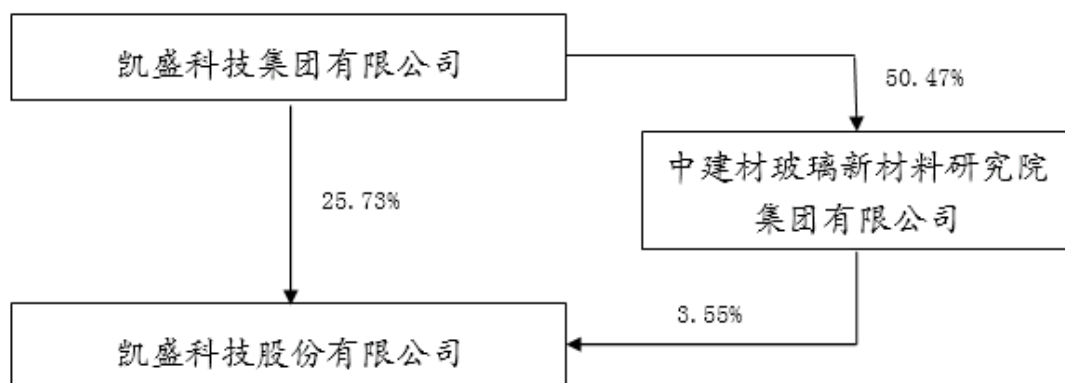 凯盛科技集团有限公司
50.47%
中建材玻璃新材料研究院
集团有限公司
25.73%
3.55%
凯盛科技股份有限公司